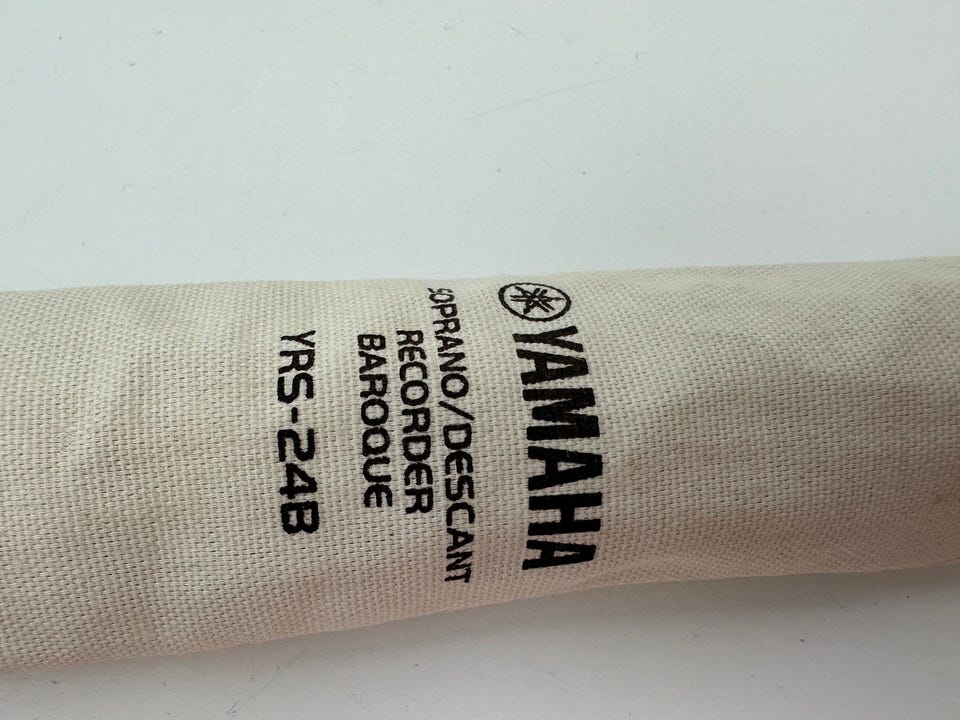 YAMAHA
SOPRANO/DESCANT
RECORDER
BAROQUE
YRS-24B